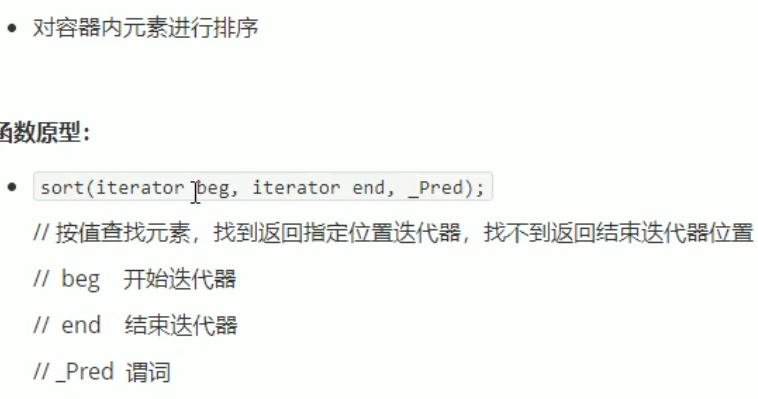 对容器内元素进行排序
函数原型：
sort(iterator beg, iterator end, _Pred);
// 按值查找元素，找到返回指定位置迭代器，找不到返回结束迭代器位置
// beg 开始迭代器
// end 结束迭代器
// _Pred 谓词